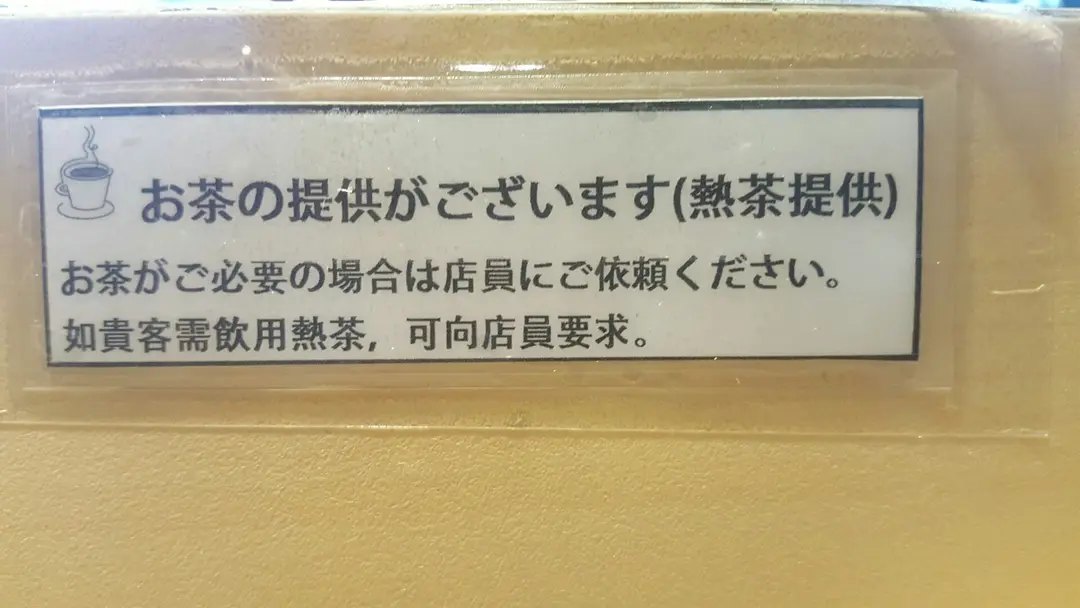 お茶の提供がございます(熱茶提供)
お茶がご必要の場合は店員にご依頼ください。
如貴客需飲用熱茶，可向店員要求。